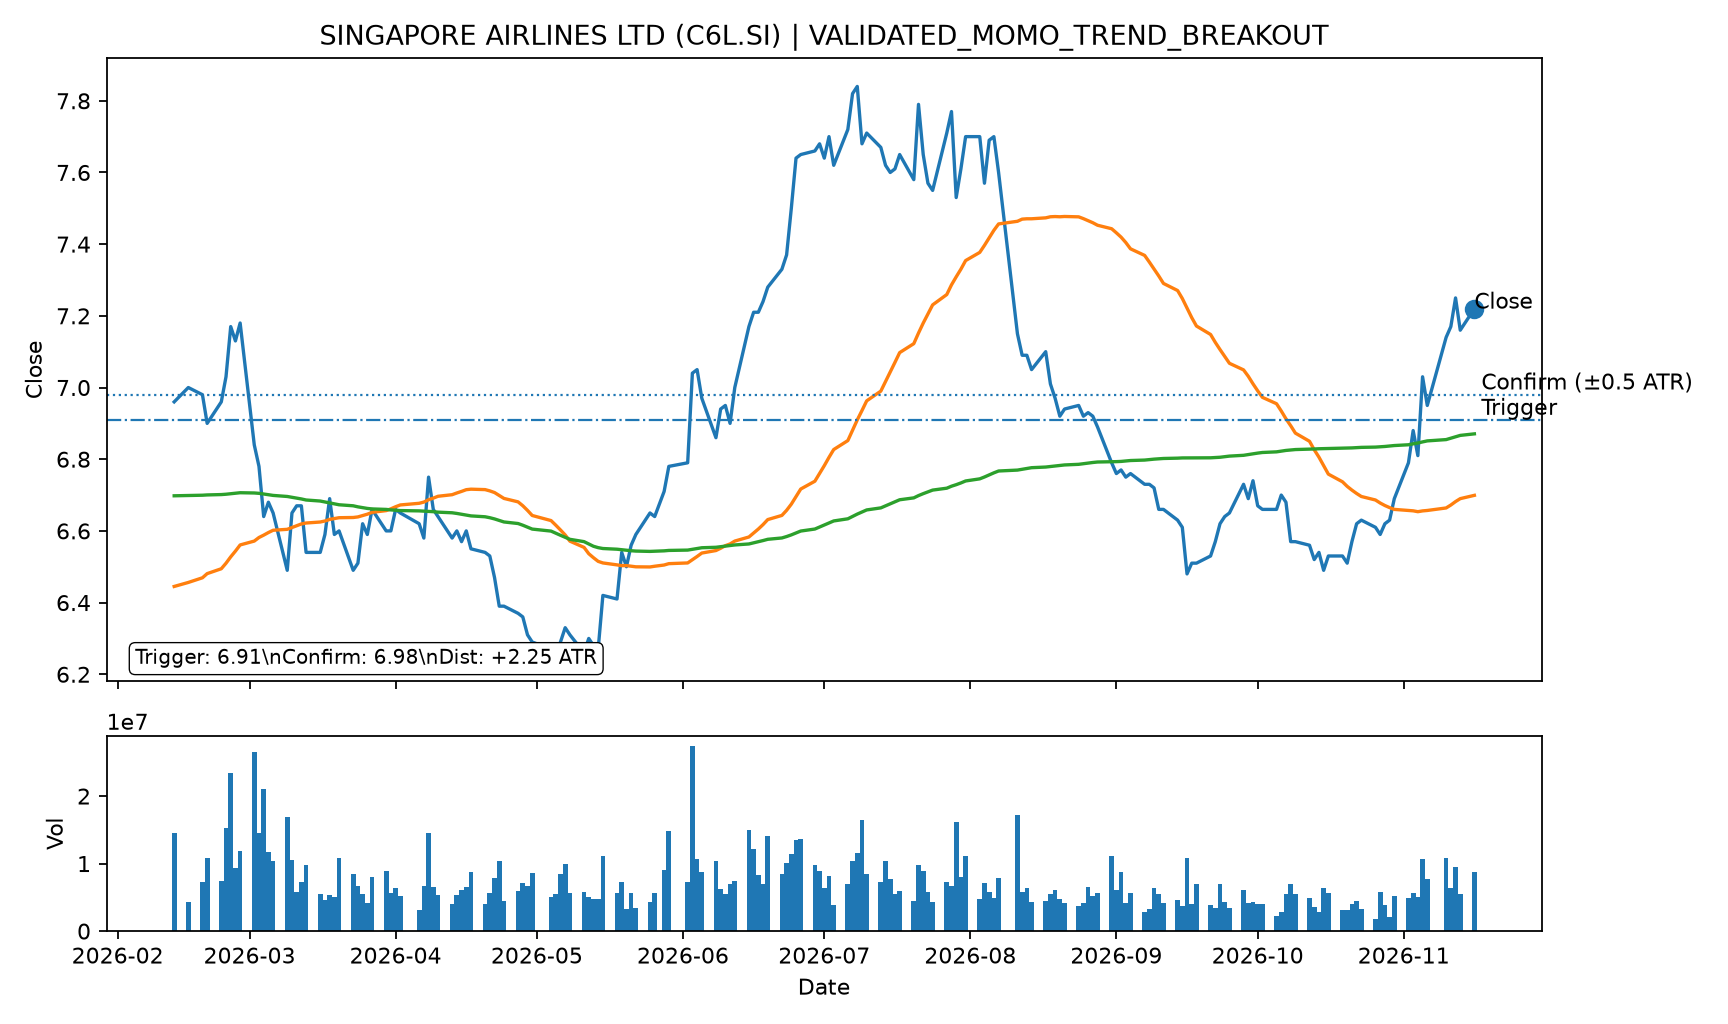 SINGAPORE AIRLINES LTD (C6L.SI) | VALIDATED_MOMO_TREND_BREAKOUT
Close
7.8
7.6
7.4
7.2
7.0
6.8
6.6
6.4
6.2
Close
Confirm (±0.5 ATR)
Trigger
Trigger: 6.91\nConfirm: 6.98\nDist: +2.25 ATR
1e7
Vol
2
1
0
2026-02 2026-03 2026-04 2026-05 2026-06 2026-07 2026-08 2026-09 2026-10 2026-11
Date